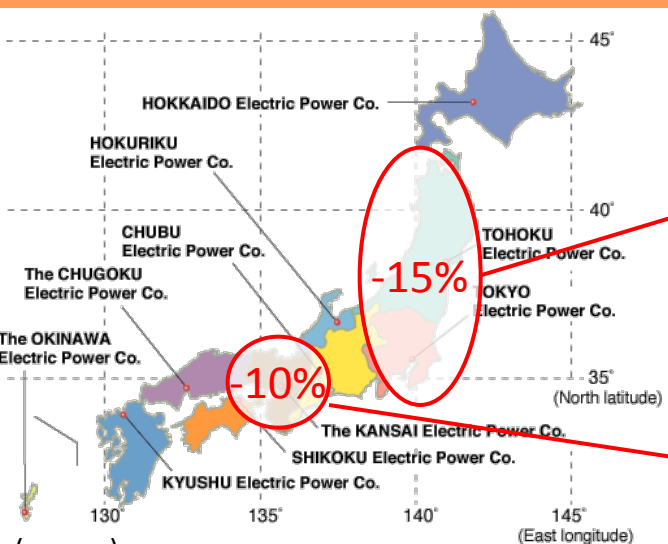 45°
HOKKAIDO Electric Power Co.
HOKURIKU
Electric Power Co.
40°
CHUBU
Electric Power Co.
TOHOKU
Electric Power Co.
The CHUGOKU
Electric Power Co.
-15%
TOKYO
Electric Power Co.
The OKINAWA
Electric Power Co.
-10%
35°
(North latitude)
The KANSAI Electric Power Co.
SHIKOKU Electric Power Co.
KYUSHU Electric Power Co.
130° 135° 140° 145°
(East longitude)